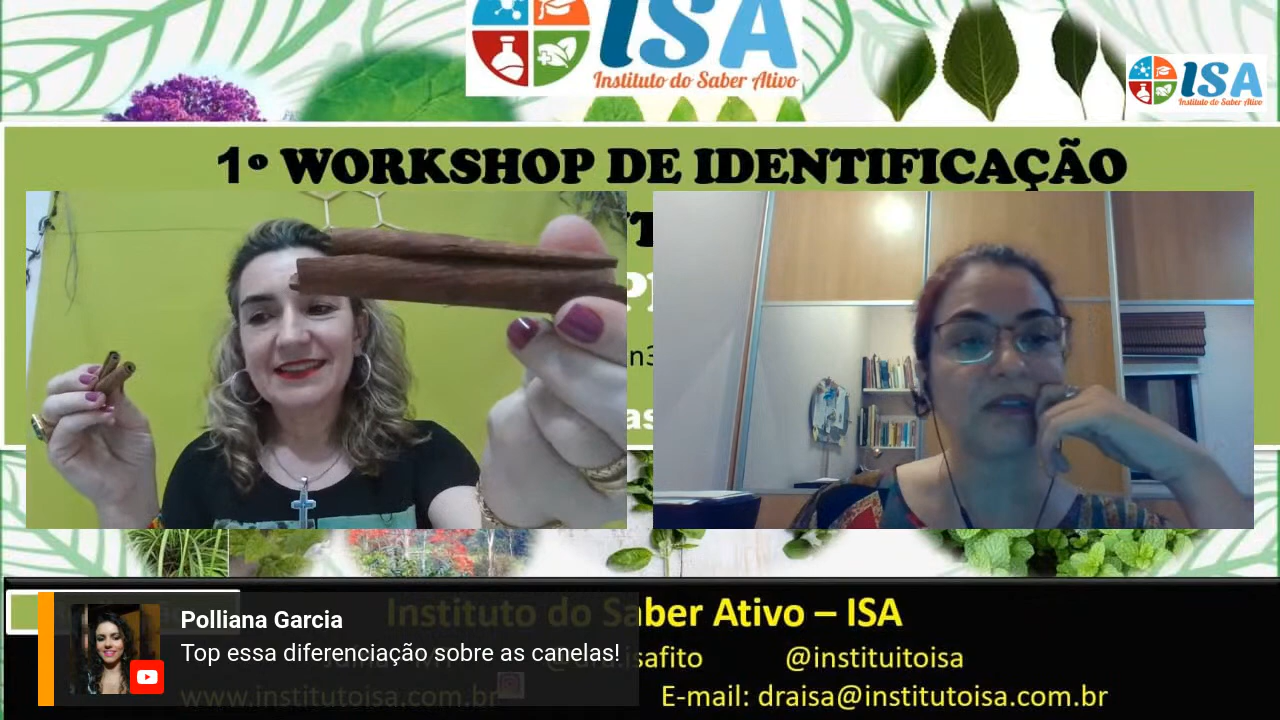 ISA
Instituto do Saber Ativo
ISA
Instituto do Saber Ativo
1º WORKSHOP DE IDENTIFICAÇÃO
Instituto do Saber Ativo – ISA
Polliana Garcia
Top essa diferenciação sobre as canelas!
@instituitoisa
www.institutoisa.com.br
E-mail: draisa@institutoisa.com.br